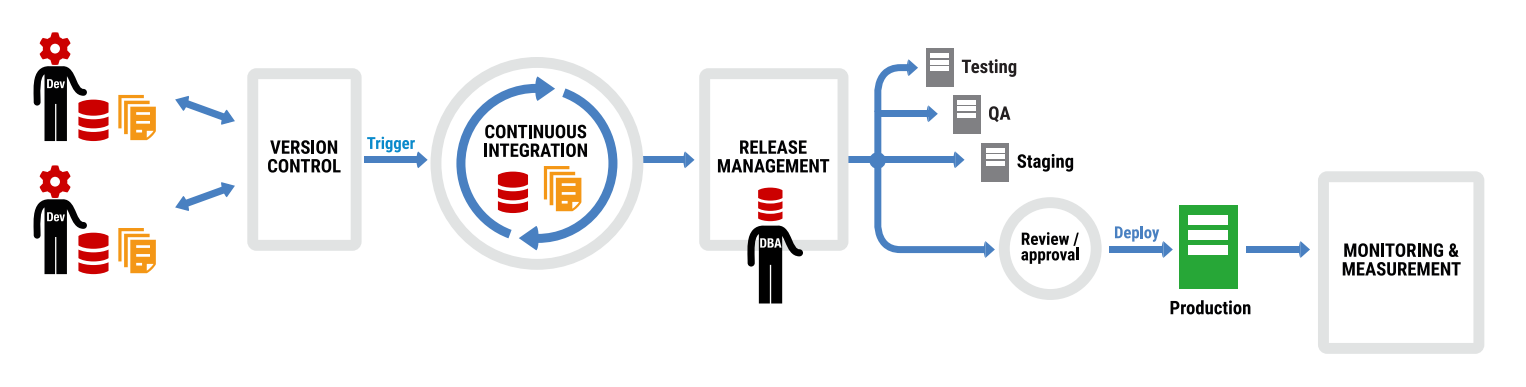 Dev
Dev
VERSION
CONTROL
Trigger
CONTINUOUS
INTEGRATION
RELEASE
MANAGEMENT
DBA
Testing
QA
Staging
Review /
approval
Deploy
Production
MONITORING &
MEASUREMENT